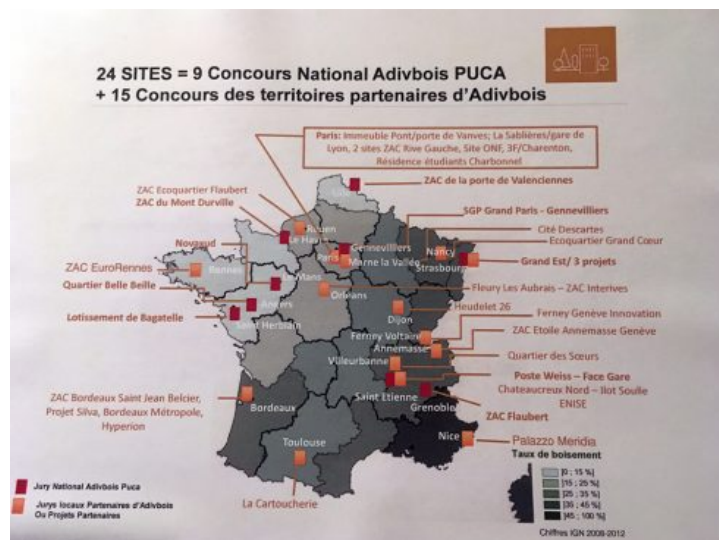 24 SITES = 9 Concours National Adivbois PUCA
+ 15 Concours des territoires partenaires d'Adivbois
Paris: Immeuble Pont/porte de Vanves; La Sablières/gare de
Lyon, 2 sites ZAC Rive Gauche, Site ONF, 3F/Charenton,
Résidence étudiants Charbonnel
ZAC de la porte de Valenciennes
ZAC Ecoquartier Flaubert
ZAC du Mont Durville
Rouen
Le Hav
SGP Grand Paris - Gennevilliers
Cité Descartes
Ecoquartier Grand Cœur
Novaxud
Gennevilliers
Paris
Marne la Vallée
Nancy
Strasbourg
Grand Est/ 3 projets
ZAC EuroRennes
Rennes
Le Mans
Quartier Belle Beille
Angers
Orléans
Fleury Les Aubrais – ZAC Interives
Heudelet 26
Lotissement de Bagatelle
Saint Herblain
Dijon
Ferney Genève Innovation
Ferney Voltaire
ZAC Etoile Annemasse Genève
Annemasse
Villeurbanne
Quartier des Sœurs
Poste Weiss – Face Gare
Chateaucreux Nord – Ilot Soulie
ENISE
Saint Etienne
Grenoble
ZAC Flaubert
ZAC Bordeaux Saint Jean Belcier,
Projet Silva, Bordeaux Métropole,
Hyperion
Bordeaux
Toulouse
Nice
Palazzo Meridia
La Cartoucherie
Taux de boisement
]0 ; 15 %]
]15 ; 25 %]
]25 ; 35 %]
]35 ; 45 %]
]45 ; 100 %]
Chiffres IGN 2008-2012
Jury National Adivbois Puca
Jurys locaux Partenaires d'Adivbois
Ou Projets Partenaires